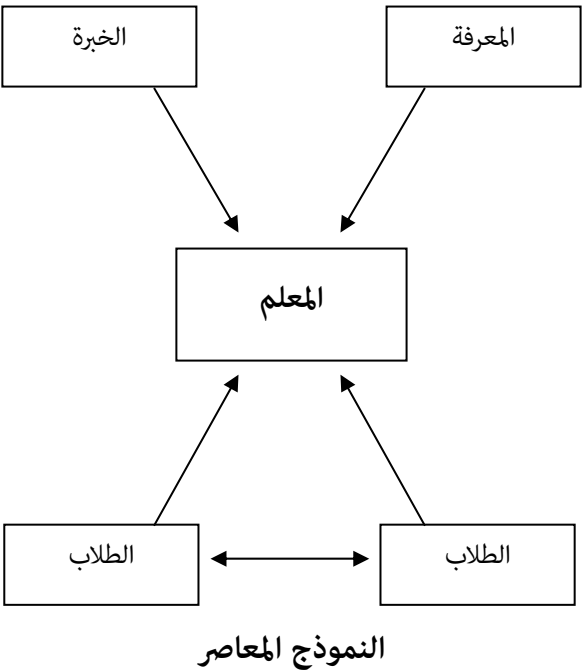 المعرفة
الخبرة
المعلم
الطلاب
الطلاب
النموذج المعاصر